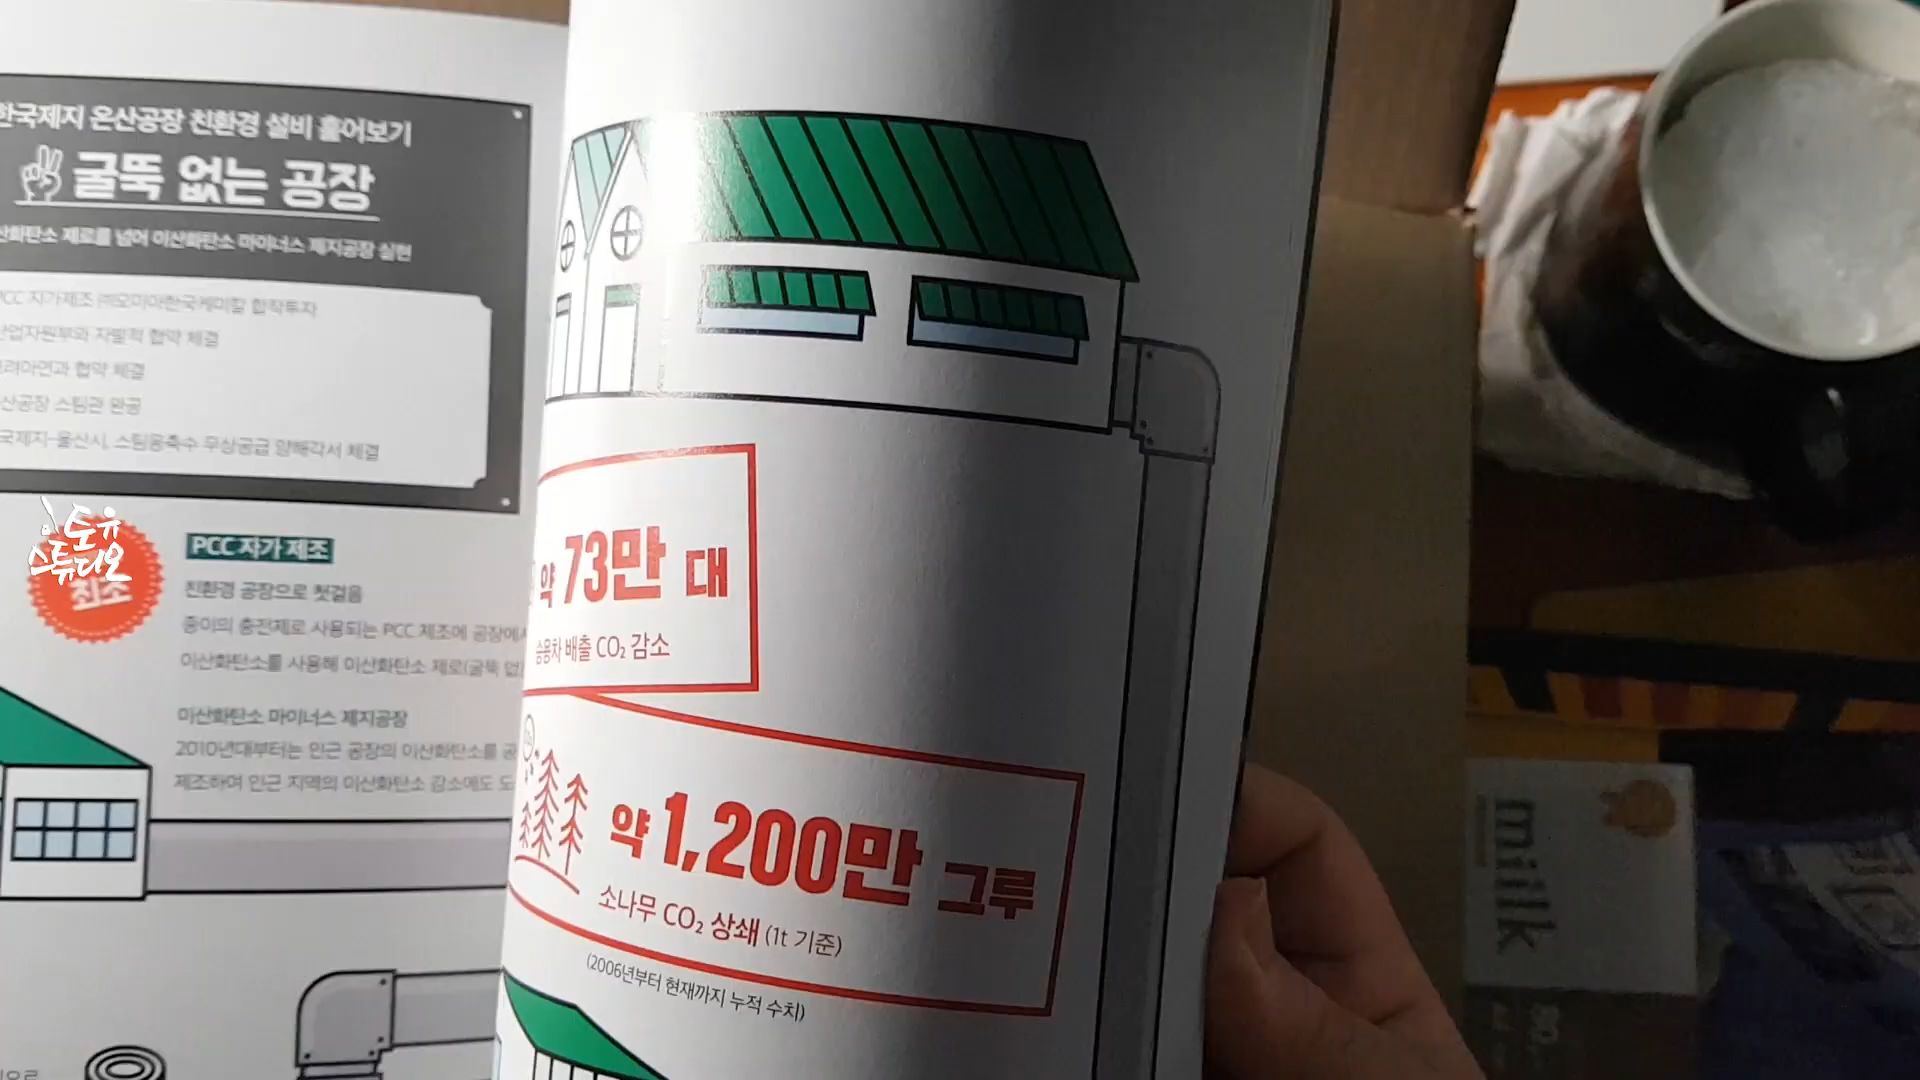 한국제지 온산공장 친환경 설비 훑어보기
굴뚝 없는 공장
이산화탄소 제로를 넘어 이산화탄소 마이너스 제지공장 실현
PCC 자가제조 ㈜오미아한국케미칼 합작투자
산업자원부와 자발적 협약 체결
고려아연과 협약 체결
온산공장 스팀관 완공
한국제지-울산시, 스팀응축수 무상공급 양해각서 체결
토유
스튜디오
최초
PCC 자가 제조
친환경 공장으로 첫걸음
종이의 충전제로 사용되는 PCC 제조에 공장에서
이산화탄소를 사용해 이산화탄소 제로(굴뚝
이산화탄소 마이너스 제지공장
2010년대부터는 인근 공장의 이산화탄소를
제조하며 인근 지역의 이산화탄소 감소에도
약 73만 대
승용차 배출 CO₂ 감소
약 1,200만 그루
소나무 CO₂ 상쇄 (1t 기준)
(2006년부터 현재까지 누적 수치)
milk